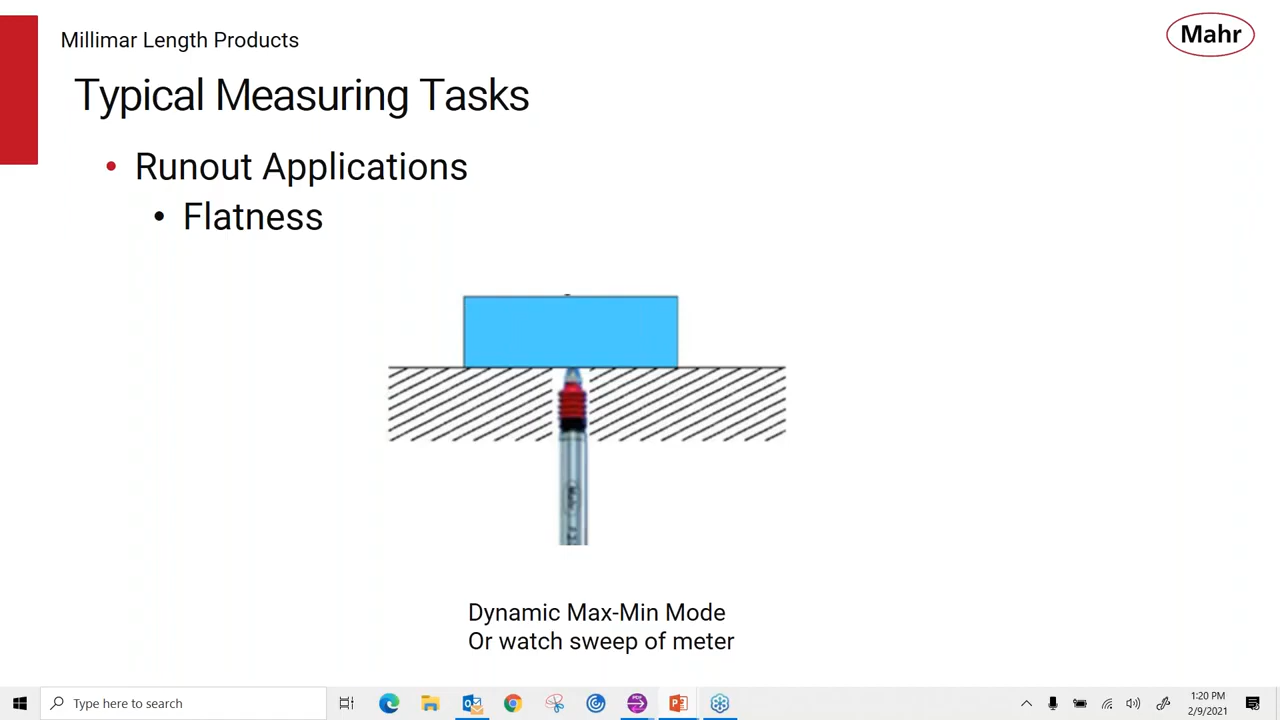 Millimar Length Products
Mahr
Typical Measuring Tasks
• Runout Applications
• Flatness
Dynamic Max-Min Mode
Or watch sweep of meter
Type here to search
1:20 PM
2/9/2021